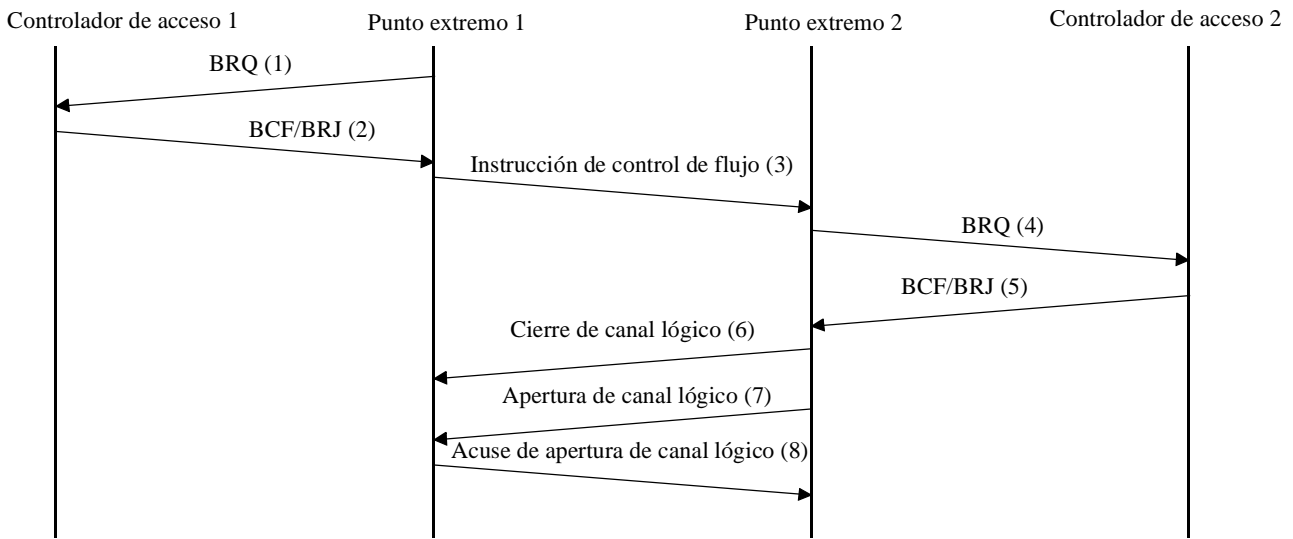 Controlador de acceso 1
Punto extremo 1
Punto extremo 2
Controlador de acceso 2
BRQ (1)
BCF/BRJ (2)
Instrucción de control de flujo (3)
BRQ (4)
BCF/BRJ (5)
Cierre de canal lógico (6)
Apertura de canal lógico (7)
Acuse de apertura de canal lógico (8)